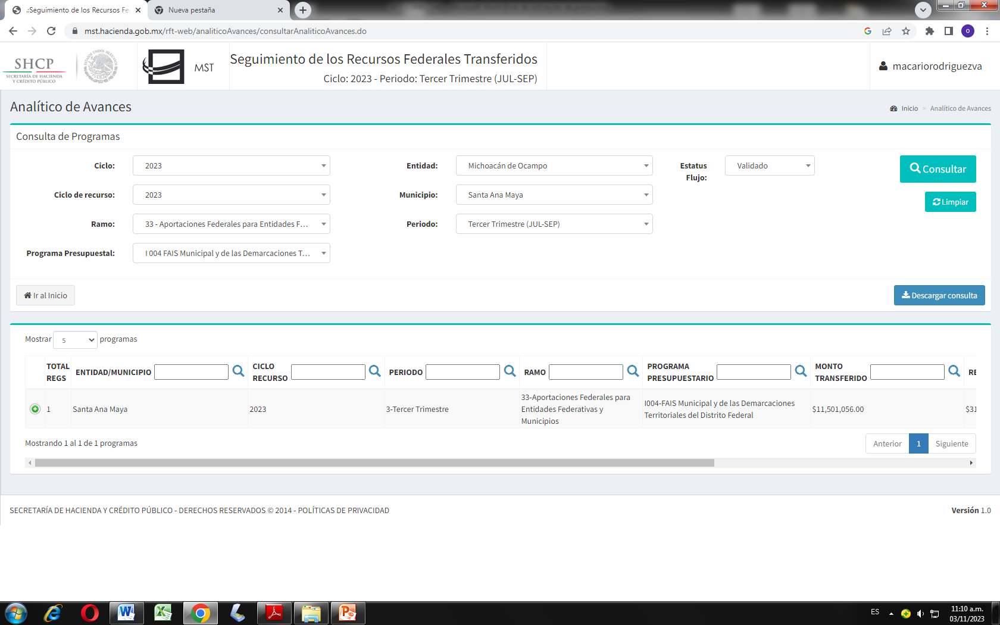 .:Seguimiento de los Recursos Fe
Nueva pestaña
mst.hacienda.gob.mx/rft-web/analiticoAvances/consultarAnaliticoAvances.do
O
SHCP
SECRETARÍA DE HACIENDA
Y CRÉDITO PÚBLICO
ESTADOS UNIDOS MEXICANOS
MST
Seguimiento de los Recursos Federales Transferidos
Ciclo: 2023 - Periodo: Tercer Trimestre (JUL-SEP)
macariorodriguezva
Analítico de Avances
Inicio > Analítico de Avances
Consulta de Programas
Ciclo: 2023 Entidad: Michoacán de Ocampo Estatus Flujo: Validado Consultar
Ciclo de recurso: 2023 Municipio: Santa Ana Maya Limpiar
Ramo: 33 - Aportaciones Federales para Entidades F... Periodo: Tercer Trimestre (JUL-SEP)
Programa Presupuestal: I 004 FAIS Municipal y de las Demarcaciones T...
Ir al Inicio Descargar consulta
Mostrar 5 programas
TOTAL REGS ENTIDAD/MUNICIPIO CICLO RECURSO PERIODO RAMO PROGRAMA PRESUPUESTARIO MONTO TRANSFERIDO RE
1 Santa Ana Maya 2023 3-Tercer Trimestre 33-Aportaciones Federales para Entidades Federativas y Municipios I004-FAIS Municipal y de las Demarcaciones Territoriales del Distrito Federal $11,501,056.00 $31
Mostrando 1 al 1 de 1 programas
Anterior 1 Siguiente
SECRETARÍA DE HACIENDA Y CRÉDITO PÚBLICO - DERECHOS RESERVADOS © 2014 - POLÍTICAS DE PRIVACIDAD
Versión 1.0
ES
11:10 a.m.
03/11/2023